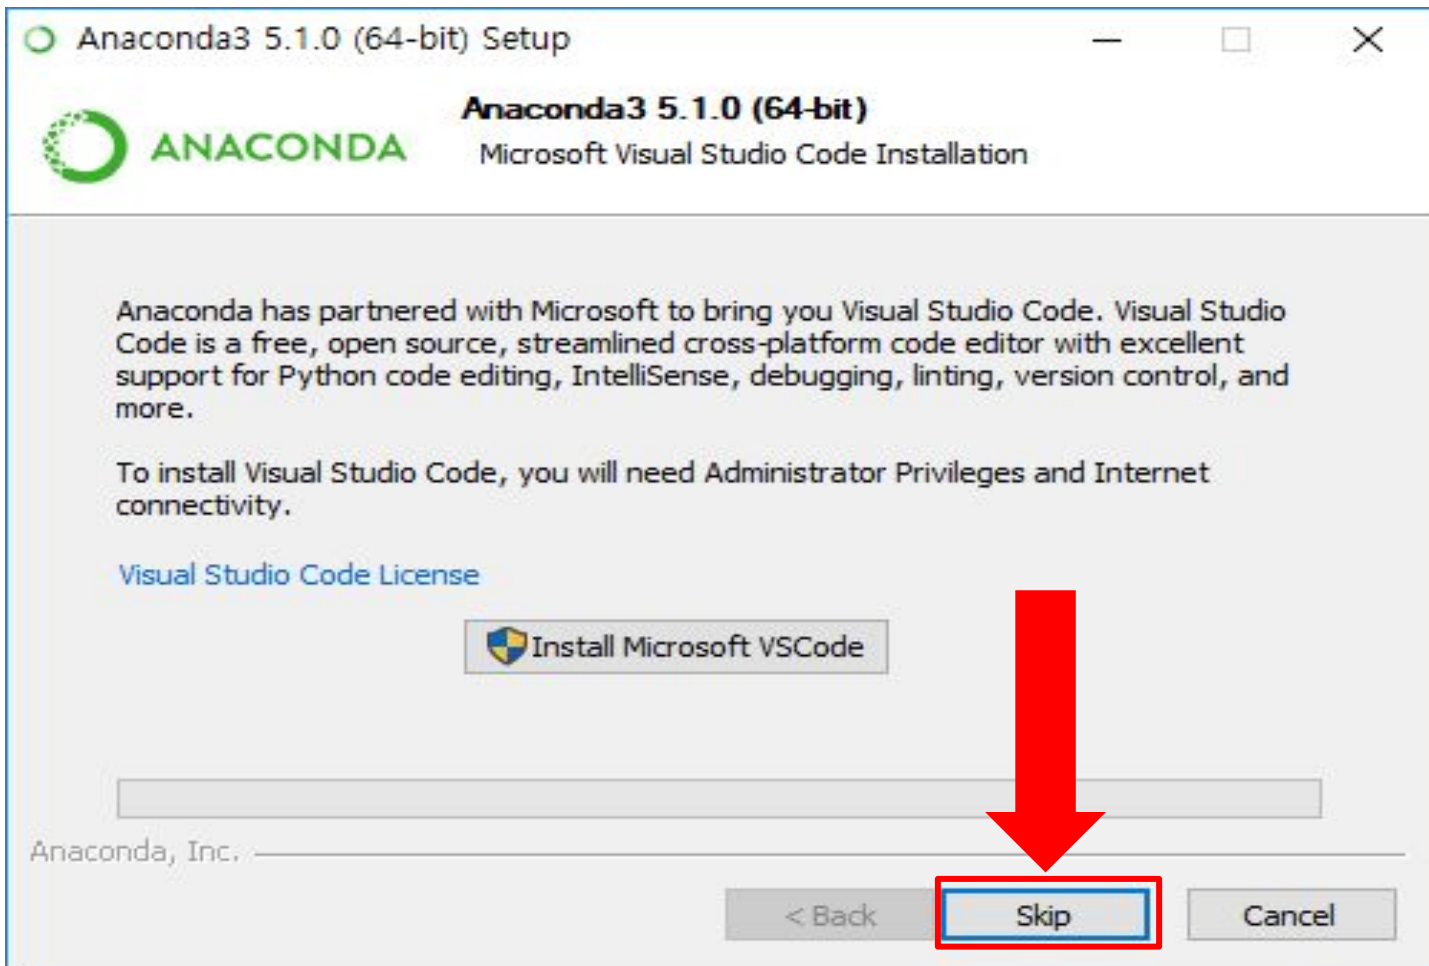 Anaconda3 5.1.0 (64-bit) Setup
ANACONDA
Anaconda3 5.1.0 (64-bit)
Microsoft Visual Studio Code Installation
Anaconda has partnered with Microsoft to bring you Visual Studio Code. Visual Studio
Code is a free, open source, streamlined cross-platform code editor with excellent
support for Python code editing, IntelliSense, debugging, linting, version control, and
more.
To install Visual Studio Code, you will need Administrator Privileges and Internet
connectivity.
Visual Studio Code License
Install Microsoft VSCode
Anaconda, Inc.
< Back
Skip
Cancel